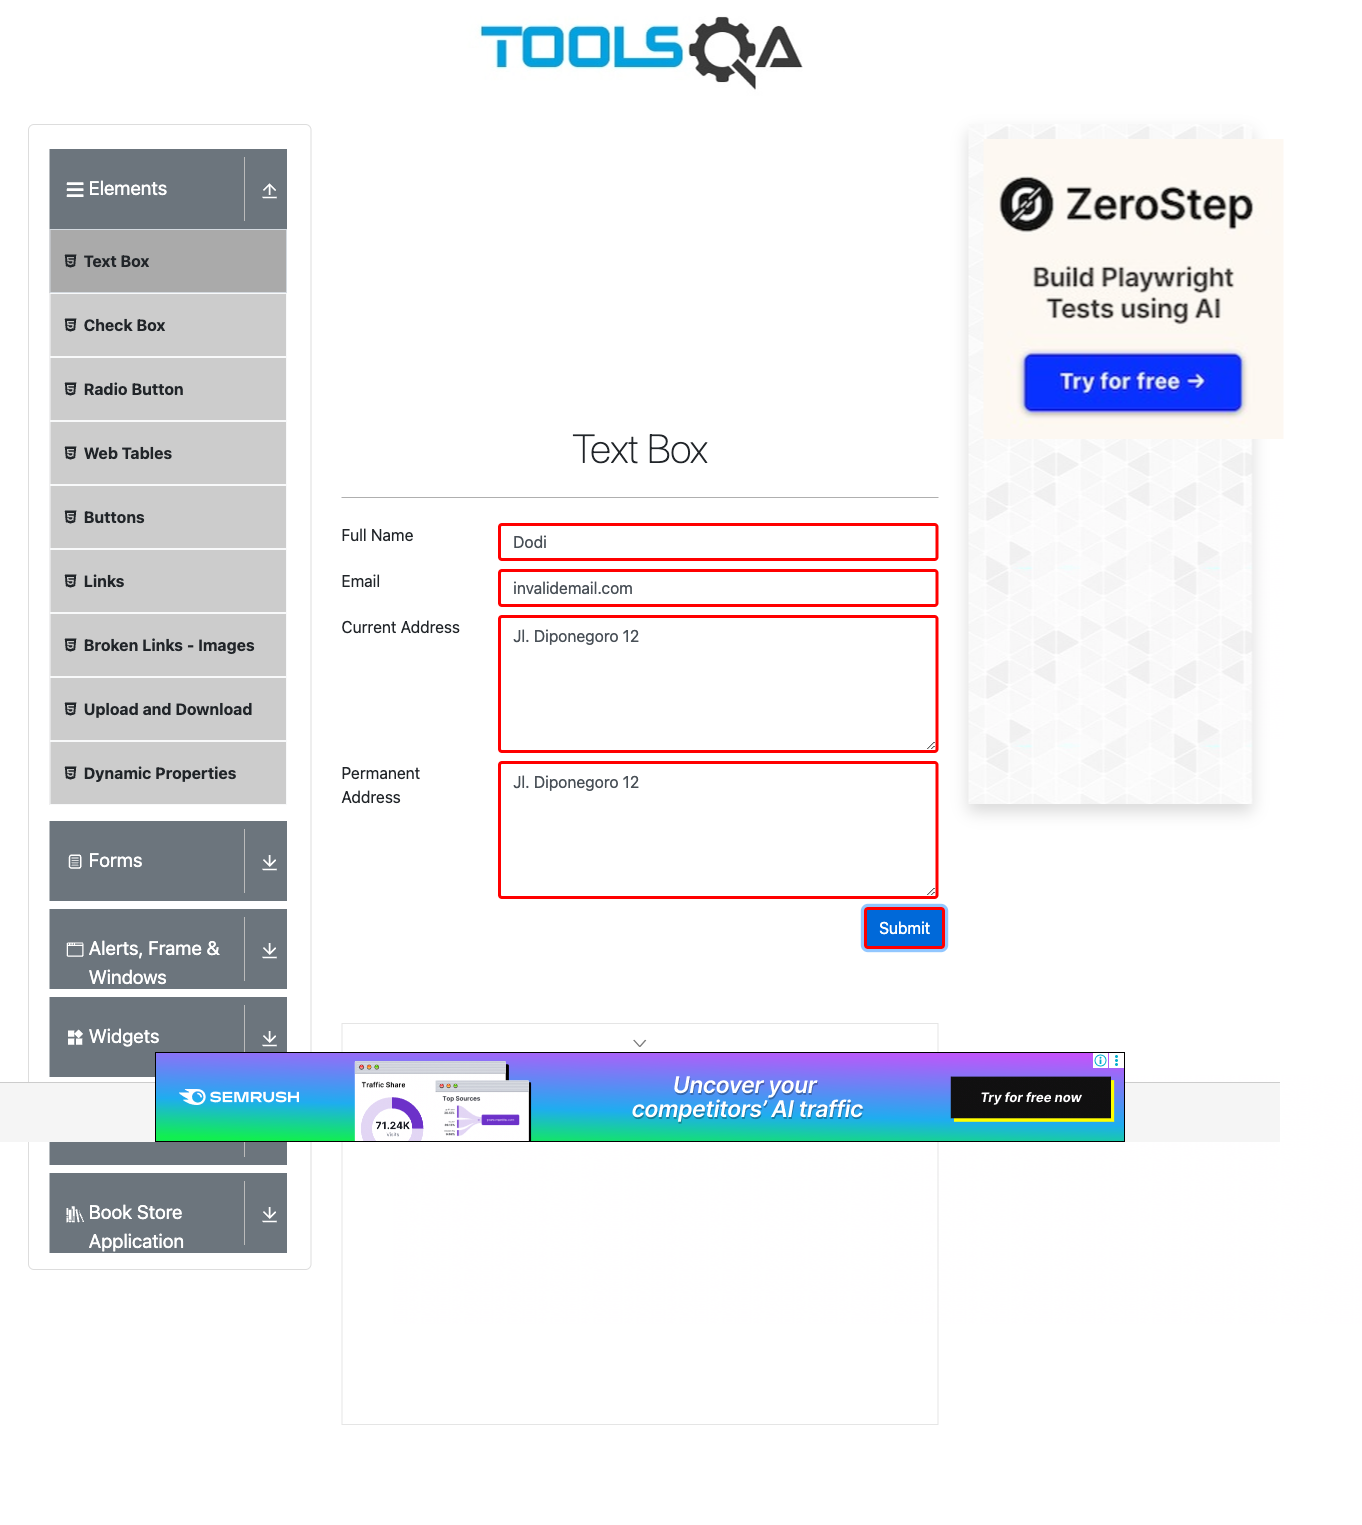 TOOLSQA
Elements
Text Box
Check Box
Radio Button
Web Tables
Buttons
Links
Broken Links - Images
Upload and Download
Dynamic Properties
Forms
Alerts, Frame &
Windows
Widgets
Book Store
Application
Text Box
Full Name
Dodi
Email
invalidemail.com
Current Address
Jl. Diponegoro 12
Permanent
Address
Jl. Diponegoro 12
Submit
ZeroStep
Build Playwright
Tests using AI
Try for free →
SEMRUSH
Traffic Share
71.24K
Top Sources
Uncover your
competitors' AI traffic
Try for free now